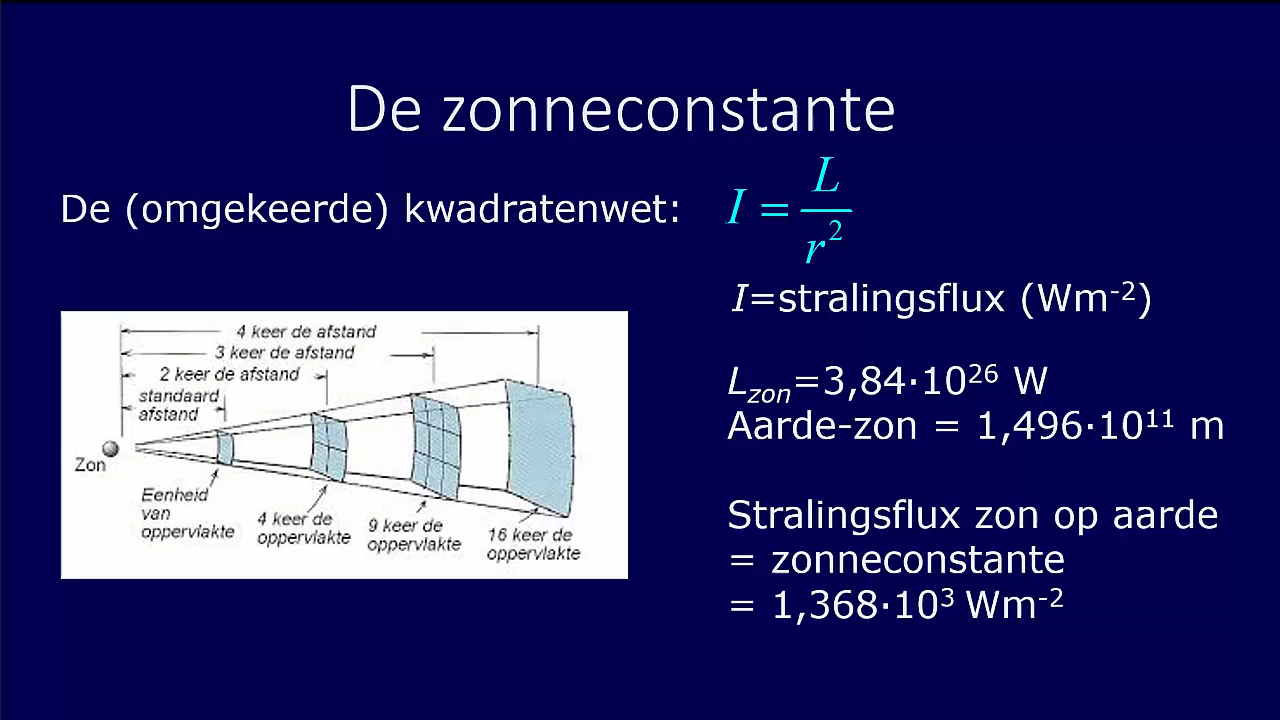 De zonneconstante
De (omgekeerde) kwadratenwet:
I = L / r²
I=stralingsflux (Wm⁻²)
4 keer de afstand
3 keer de afstand
2 keer de afstand
standaard
afstand
Zon
Eenheid
van
oppervlakte
4 keer de
oppervlakte
9 keer de
oppervlakte
16 keer de
oppervlakte
L_zon=3,84·10²⁶ W
Aarde-zon = 1,496·10¹¹ m
Stralingsflux zon op aarde
= zonneconstante
= 1,368·10³ Wm⁻²